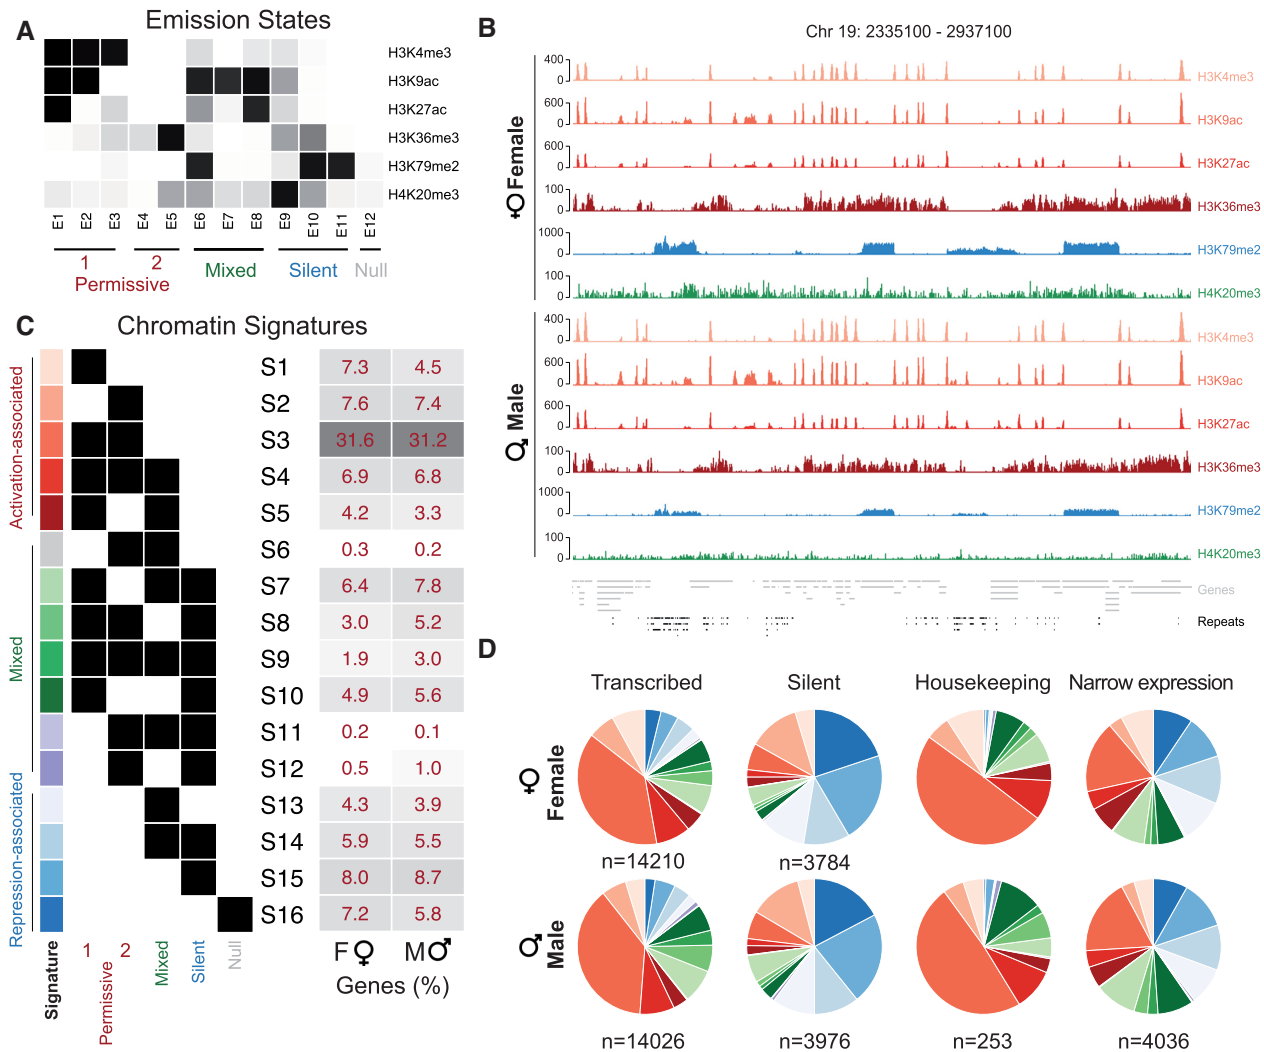 A
Emission States
H3K4me3
H3K9ac
H3K27ac
H3K36me3
H3K79me2
H4K20me3
E1 E2 E3 E4 E5 E6 E7 E8 E9 E10 E11 E12
1 2
Permissive
Mixed
Silent
Null
B
Chr 19: 2335100 - 2937100
♀ Female
400
0
H3K4me3
600
0
H3K9ac
600
0
H3K27ac
100
0
H3K36me3
1000
0
H3K79me2
100
0
H4K20me3
♂ Male
400
0
H3K4me3
600
0
H3K9ac
600
0
H3K27ac
100
0
H3K36me3
1000
0
H3K79me2
100
0
H4K20me3
Genes
Repeats
C
Chromatin Signatures
Activation-associated
Mixed
Repression-associated
S1 7.3 4.5
S2 7.6 7.4
S3 31.6 31.2
S4 6.9 6.8
S5 4.2 3.3
S6 0.3 0.2
S7 6.4 7.8
S8 3.0 5.2
S9 1.9 3.0
S10 4.9 5.6
S11 0.2 0.1
S12 0.5 1.0
S13 4.3 3.9
S14 5.9 5.5
S15 8.0 8.7
S16 7.2 5.8
Signature
1 2
Permissive
Mixed
Silent
Null
F ♀ M ♂
Genes (%)
D
Transcribed Silent Housekeeping Narrow expression
♀ Female
n=14210 n=3784
♂ Male
n=14026 n=3976 n=253 n=4036